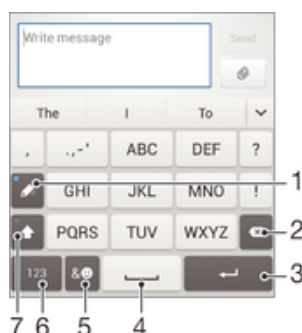 Write message
Send
The I To
, .,-' ABC DEF ?
GHI JKL MNO ! 1
PQRS TUV WXYZ 2
123 & 3
7 6 5 4